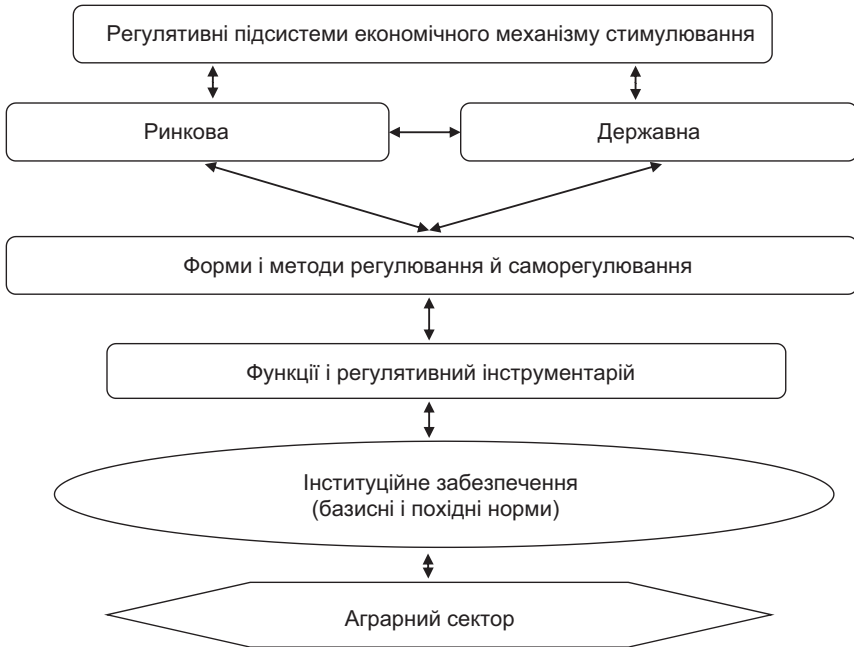 Регулятивні підсистеми економічного механізму стимулювання
Ринкова
Державна
Форми і методи регулювання й саморегулювання
Функції і регулятивний інструментарій
Інституційне забезпечення
(базисні і похідні норми)
Аграрний сектор